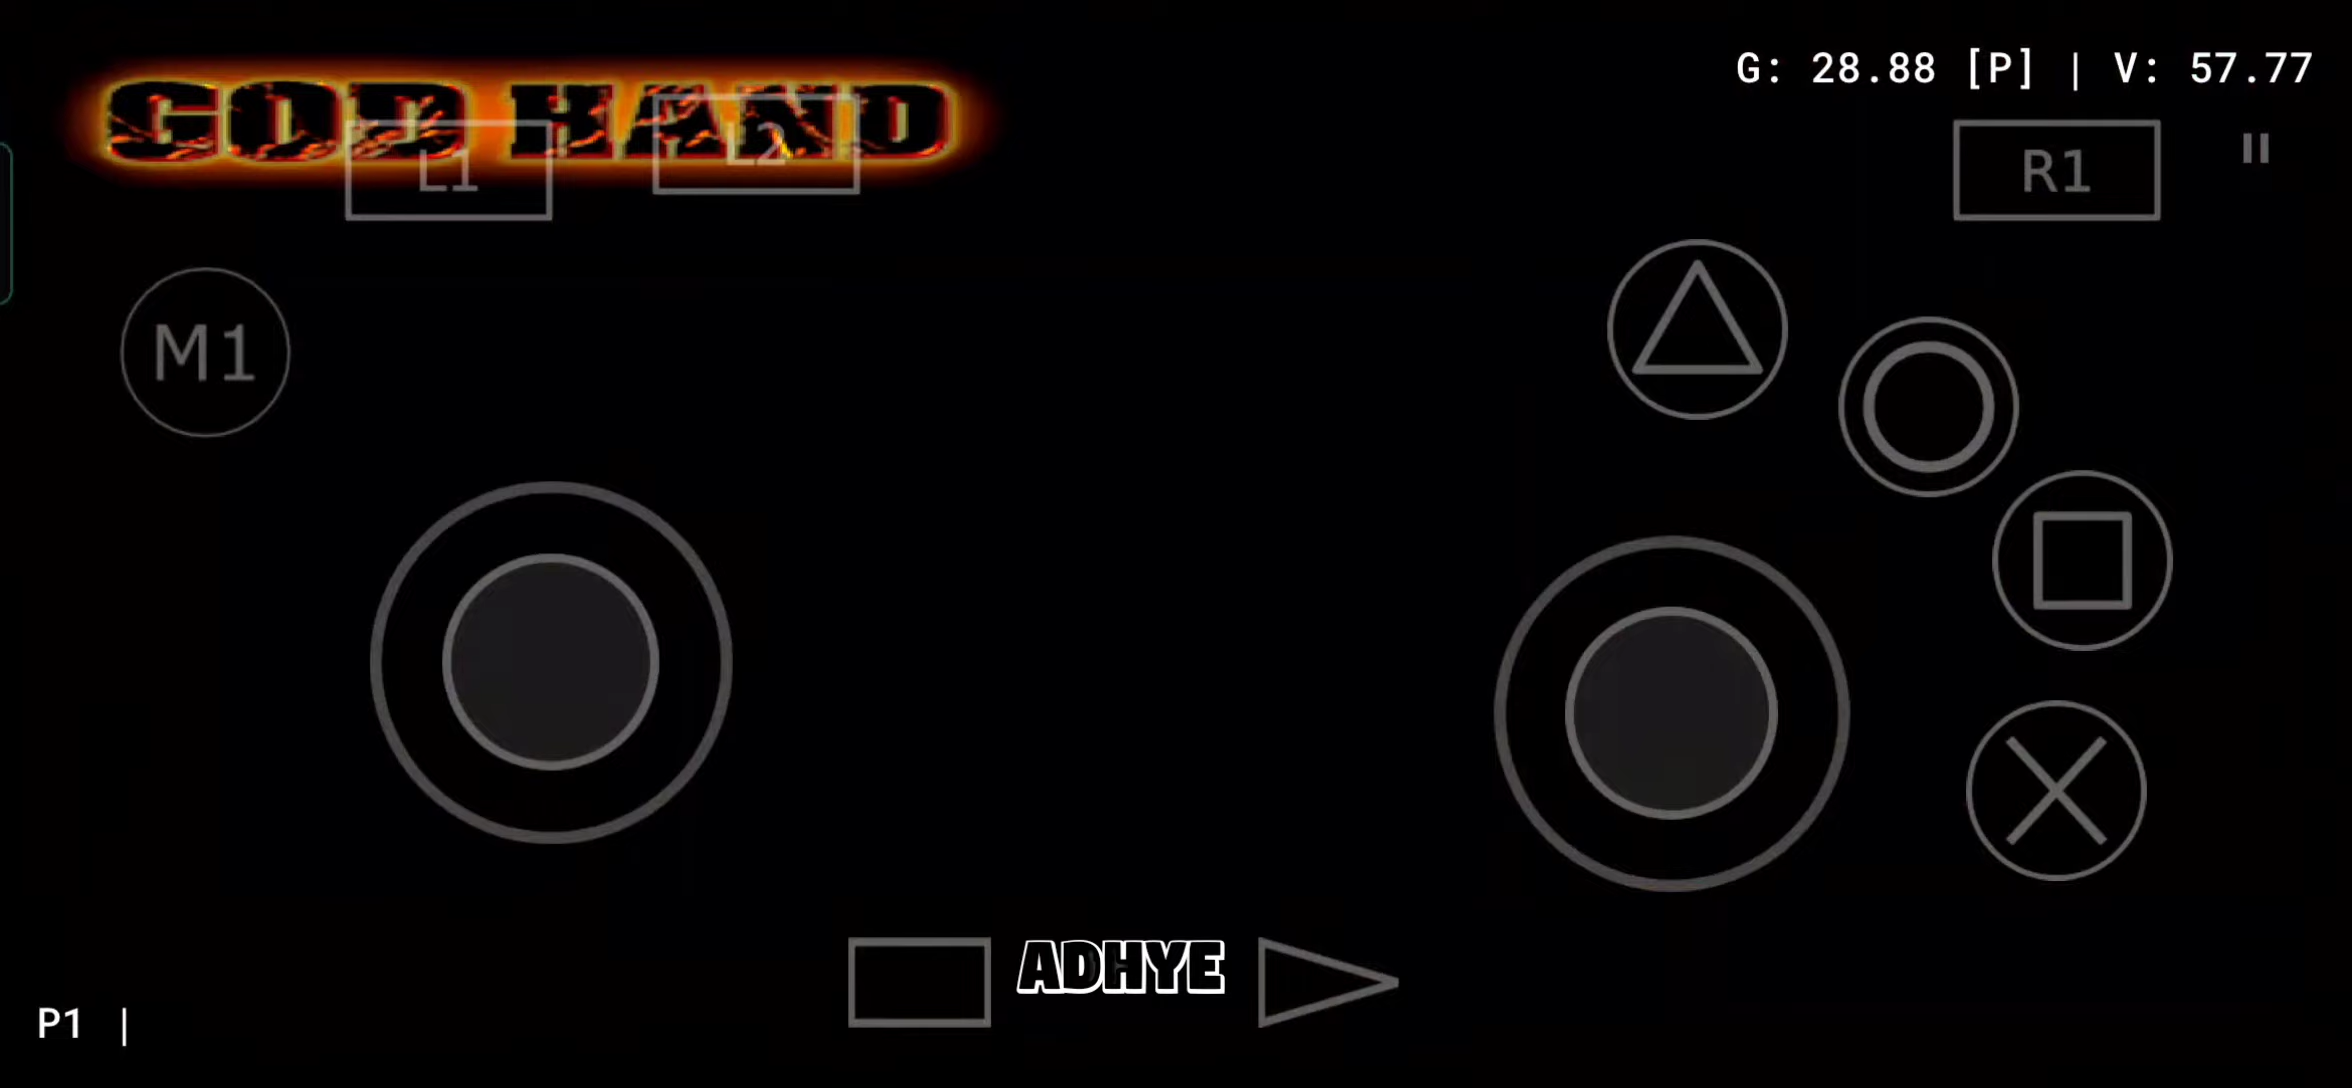 G: 28.88 [P] | V: 57.77
GOD HAND
L1
L2
R1
M1
ADHYE
P1 |